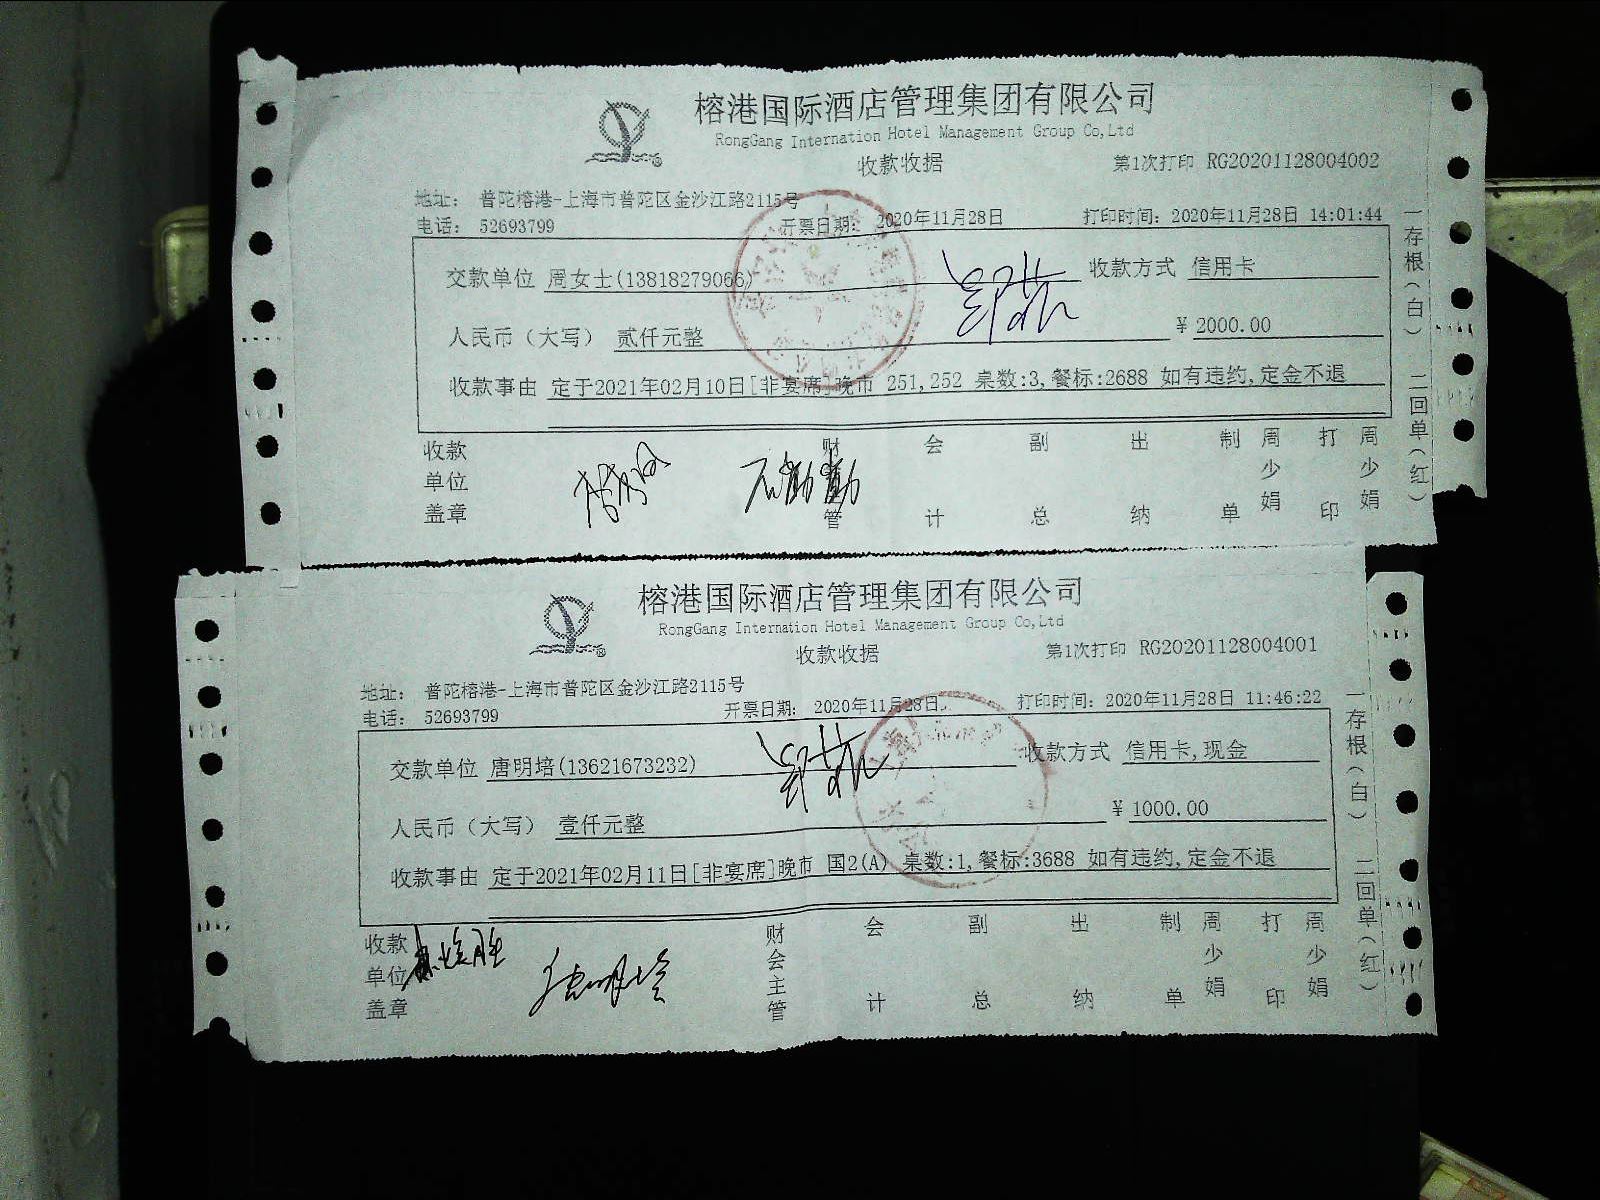 榕港国际酒店管理集团有限公司
RongGang Internation Hotel Management Group Co,Ltd
收款收据 第1次打印 RG20201128004002
地址： 普陀榕港-上海市普陀区金沙江路2115号
电话： 52693799 开票日期: 2020年11月28日 打印时间: 2020年11月28日 14:01:44
交款单位 周女士(13818279066) 收款方式 信用卡
人民币（大写） 贰仟元整 ¥ 2000.00
收款事由 定于2021年02月10日[非宴席]晚市 251,252 桌数:3,餐标:2688 如有违约,定金不退
收款单位盖章 财会主管 会计 副总 出纳 制单 周少娟 打印 周少娟
一存根（白） 二回单（红）
榕港国际酒店管理集团有限公司
RongGang Internation Hotel Management Group Co,Ltd
收款收据 第1次打印 RG20201128004001
地址： 普陀榕港-上海市普陀区金沙江路2115号
电话： 52693799 开票日期: 2020年11月28日 打印时间: 2020年11月28日 11:46:22
交款单位 唐明培(13621673232) 收款方式 信用卡,现金
人民币（大写） 壹仟元整 ¥ 1000.00
收款事由 定于2021年02月11日[非宴席]晚市 国2(A) 桌数:1,餐标:3688 如有违约,定金不退
收款单位盖章 财会主管 会计 副总 出纳 制单 周少娟 打印 周少娟
一存根（白） 二回单（红）